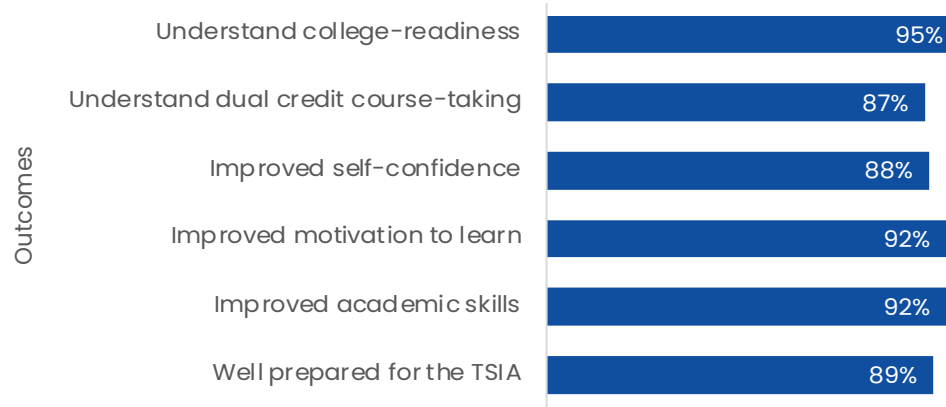 Outcomes
Understand college-readiness 95%
Understand dual credit course-taking 87%
Improved self-confidence 88%
Improved motivation to learn 92%
Improved academic skills 92%
Well prepared for the TSIA 89%